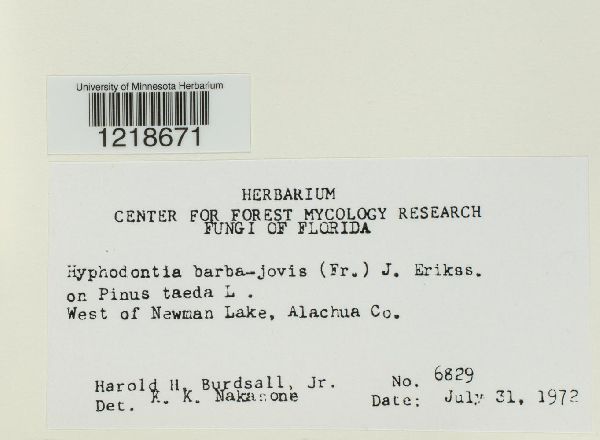 University of Minnesota Herbarium
1218671
HERBARIUM
CENTER FOR FOREST MYCOLOGY RESEARCH
FUNGI OF FLORIDA
Hyphodontia barba-jovis (Fr.) J. Erikss.
on Pinus taeda L .
West of Newman Lake, Alachua Co.
Harold H. Burdsall, Jr. No. 6829
Det. K. K. Nakasone Date: July 31, 1972